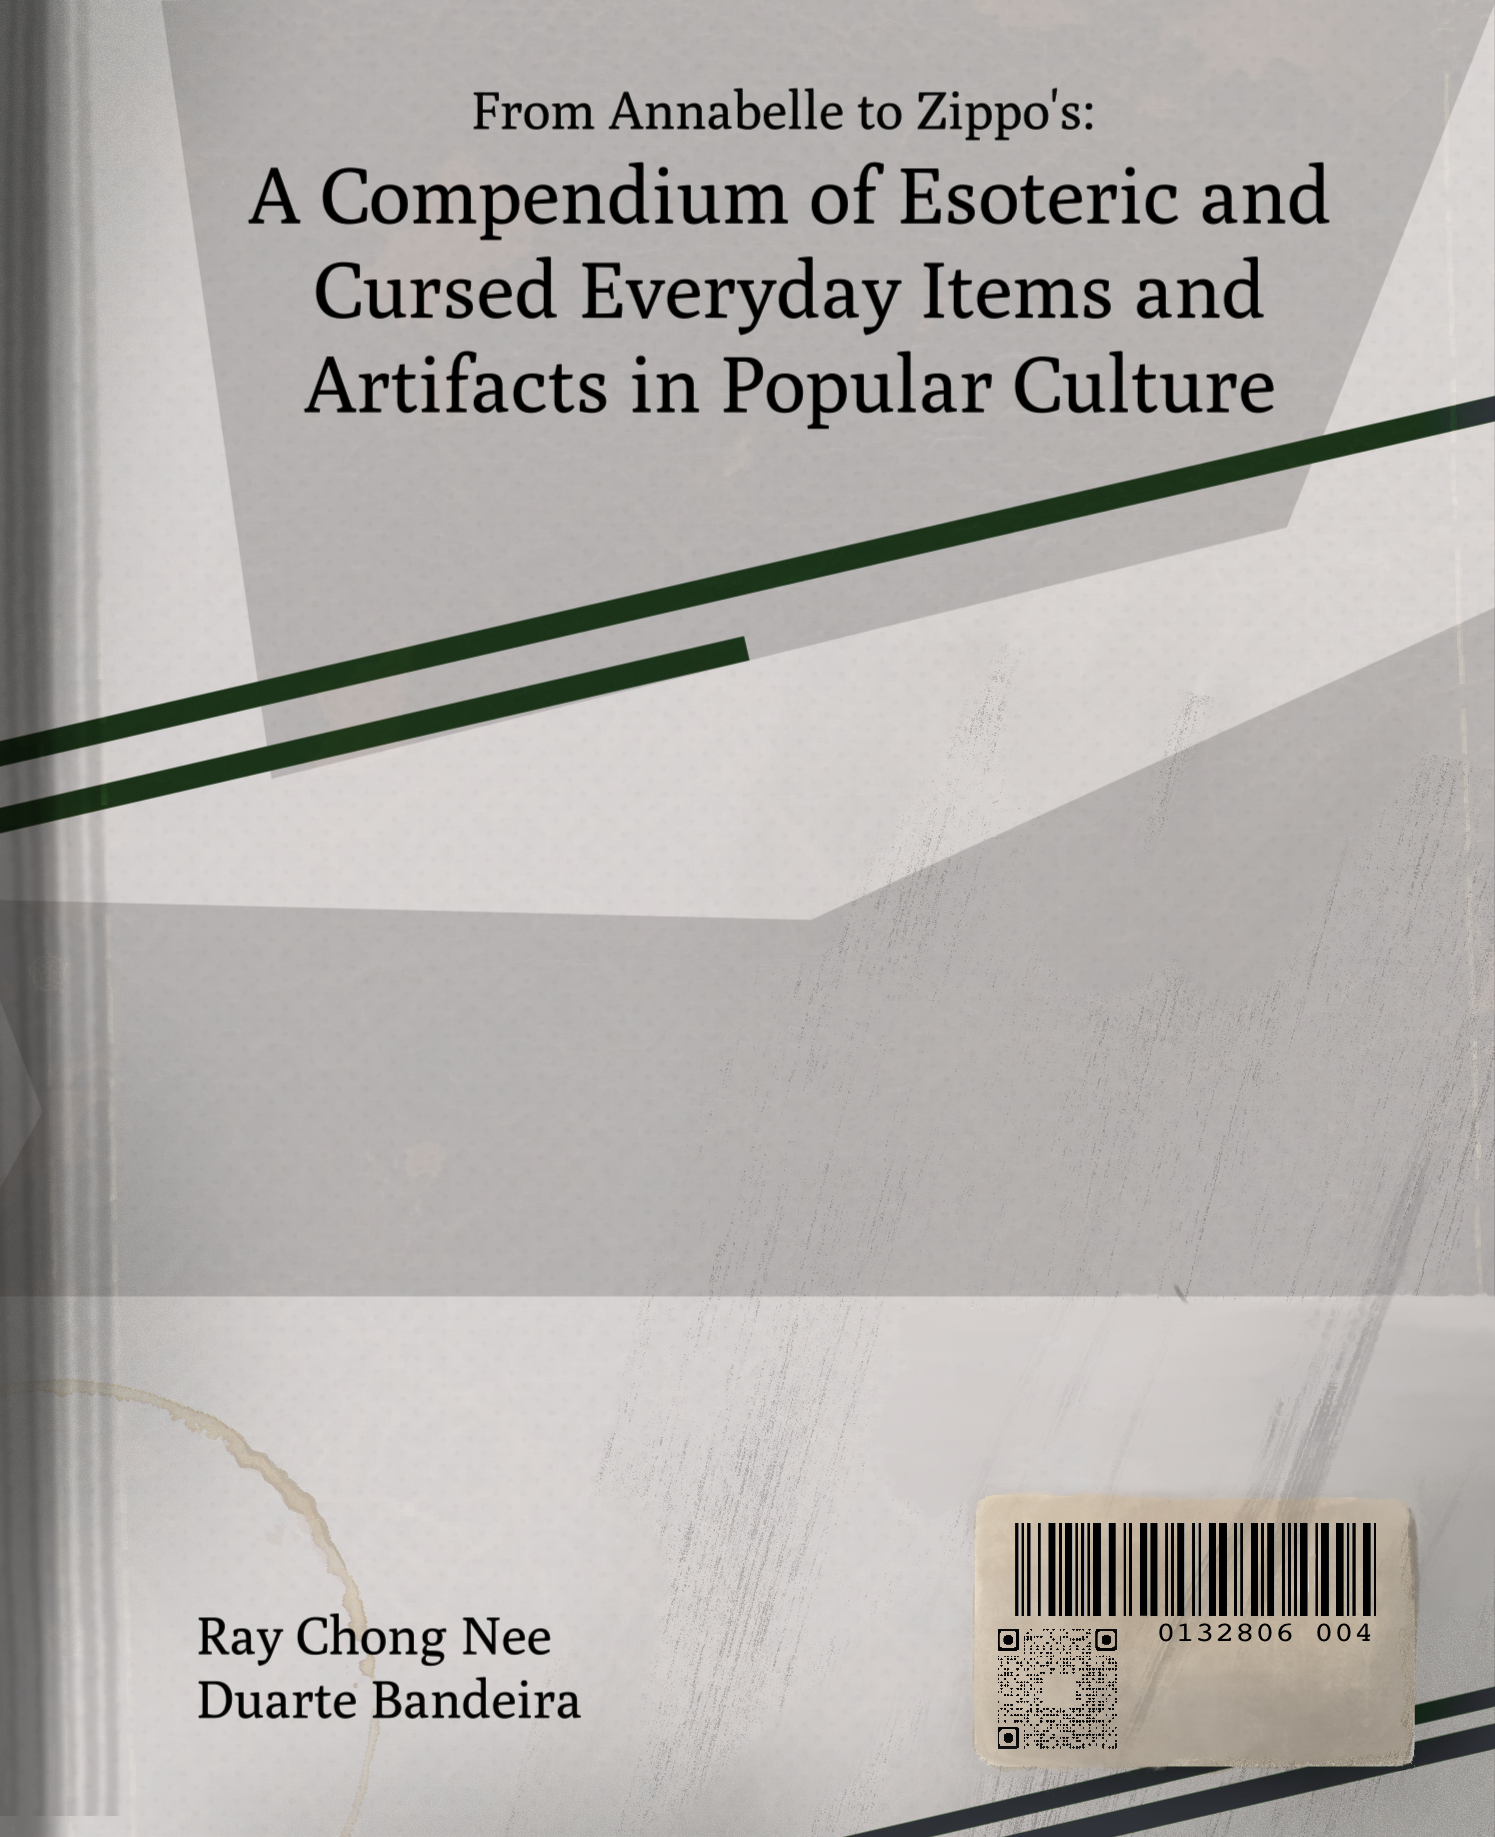 From Annabelle to Zippo's:
A Compendium of Esoteric and
Cursed Everyday Items and
Artifacts in Popular Culture
Ray Chong Nee
Duarte Bandeira
0132806 004